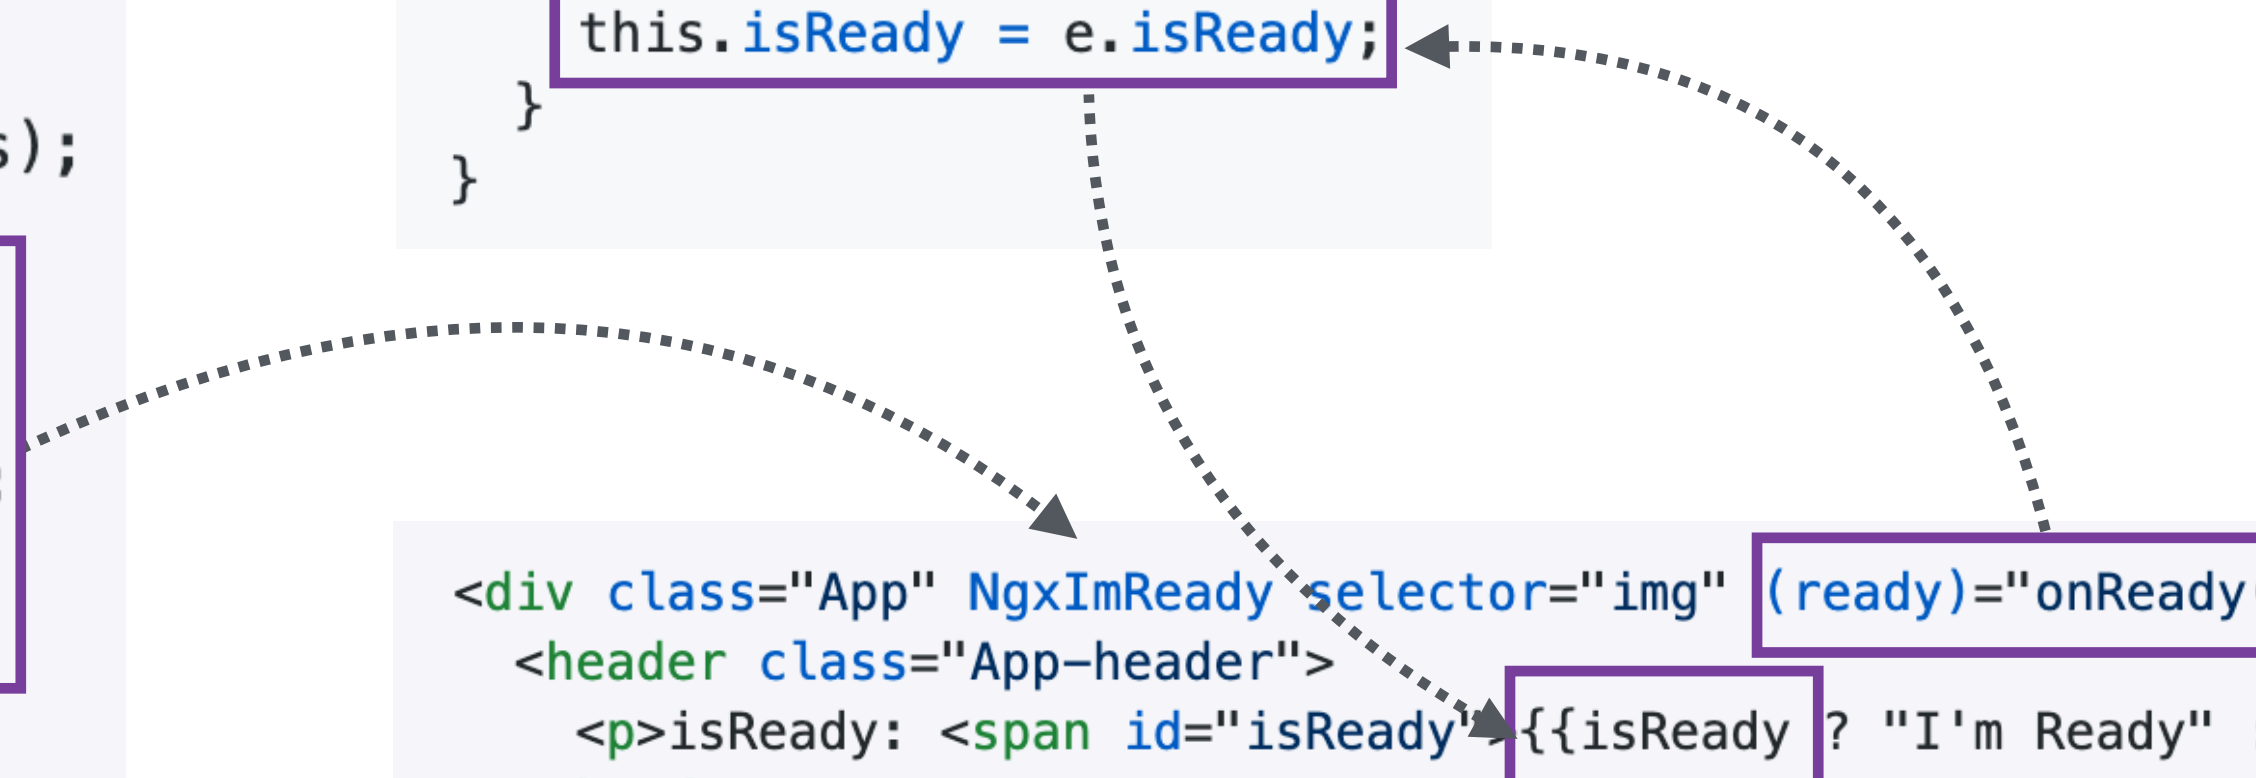 this.isReady = e.isReady;
}
s);
}
<div class="App" NgxImReady selector="img" (ready)="onReady(
<header class="App-header">
<p>isReady: <span id="isReady">{{isReady ? "I'm Ready"